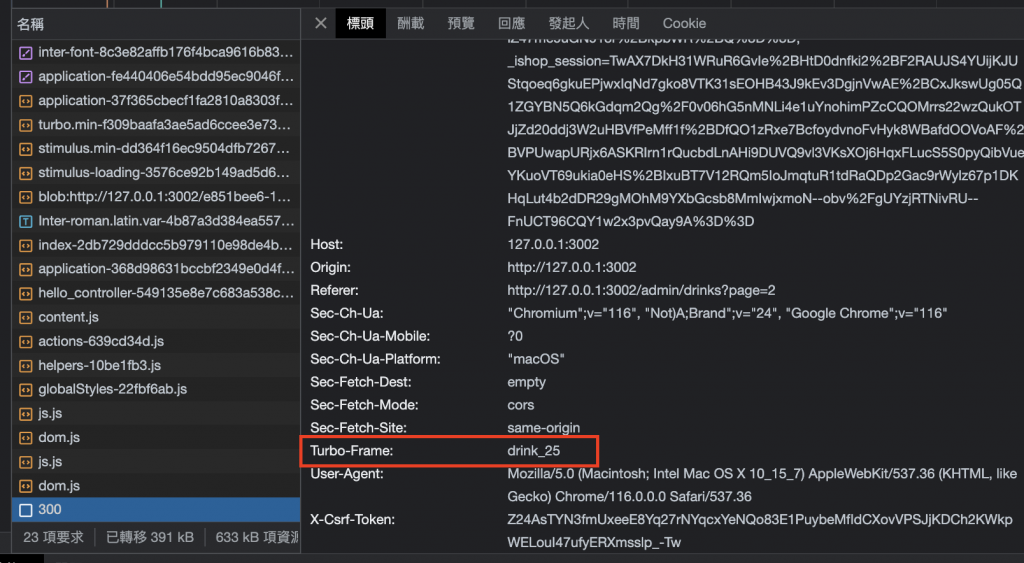 名稱
標頭 酬載 預覽 回應 發起人 時間 Cookie
inter-font-8c3e82affb176f4bca9616b83...
application-fe440406e54bdd95ec9046f...
application-37f365cbecf1fa2810a8303f...
turbo.min-f309baafa3ae5ad6ccee3e73...
stimulus.min-dd364f16ec9504dfb7267...
stimulus-loading-3576ce92b149ad5d6...
blob:http://127.0.0.1:3002/e851bee6-1...
Inter-roman.latin.var-4b87a3d384ea557...
index-2db729dddcc5b979110e98de4b...
application-368d98631bccbf2349e0d4f...
hello_controller-549135e8e7c683a538c...
content.js
actions-639cd34d.js
helpers-10be1fb3.js
globalStyles-22fbf6ab.js
js.js
dom.js
js.js
dom.js
300
23 項要求 已轉移 391 kB 633 kB 項資源
_ishop_session=TwAX7DkH31WRuR6GvIe%2BHtD0dnfki2%2BF2RAUJS4YUijKJU
Stqoeq6gkuEPjwxlqNd7gko8VTK31sEOHB43J9kEv3DgjnVwAE%2BCxJkswUg05Q
1ZGYBN5Q6kGdqm2Qg%2F0v06hG5nMNLi4e1uYnohimPZcCQOMrrs22wzQukOT
JjZd20ddj3W2uHBVfPeMff1f%2BDfQO1zRxe7BcfoydvnoFvHyk8WBafdOOVoAF%2
BVPUwapURjx6ASKRIrn1rQucbdLnAHi9DUVQ9vl3VKsXOj6HqxFLucS5S0pyQibVue
YKuoVT69ukia0eHS%2BIxuBT7V12RQm5IoJmqtuR1tdRaQDp2Gac9rWylz67p1DK
HqLut4b2dDR29gMOhM9YXbGcsb8MmIwjxmoN--obv%2FgUYzjRTNivRU--
FnUCT96CQY1w2x3pvQay9A%3D%3D
Host: 127.0.0.1:3002
Origin: http://127.0.0.1:3002
Referer: http://127.0.0.1:3002/admin/drinks?page=2
Sec-Ch-Ua: "Chromium";v="116", "Not)A;Brand";v="24", "Google Chrome";v="116"
Sec-Ch-Ua-Mobile: ?0
Sec-Ch-Ua-Platform: "macOS"
Sec-Fetch-Dest: empty
Sec-Fetch-Mode: cors
Sec-Fetch-Site: same-origin
Turbo-Frame: drink_25
User-Agent: Mozilla/5.0 (Macintosh; Intel Mac OS X 10_15_7) AppleWebKit/537.36 (KHTML, like
Gecko) Chrome/116.0.0.0 Safari/537.36
X-Csrf-Token: Z24AsTYN3fmUxeeE8Yq27rNYqcxYeNQo83E1PuybeMfldCXovVPSJjKDCh2KWkp
WELouI47ufyERXmsslp_-Tw